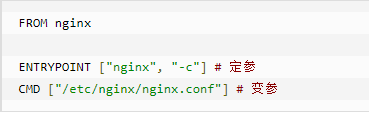 FROM nginx
ENTRYPOINT ["nginx", "-c"] # 定参
CMD ["/etc/nginx/nginx.conf"] # 变参